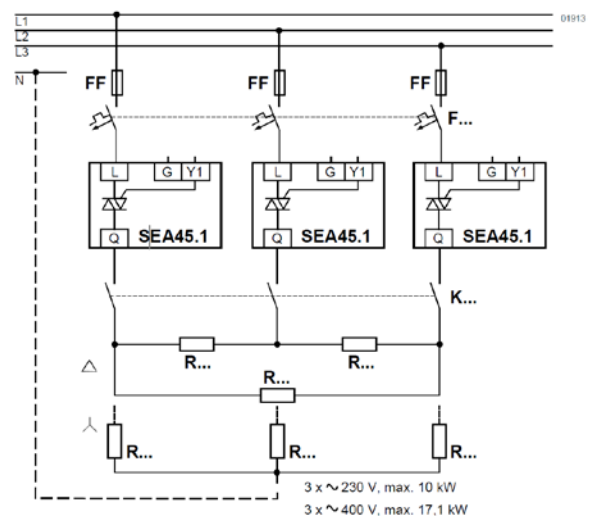 L1
01913
L2
L3
N
FF FF FF
F...
L G Y1 L G Y1 L G Y1
Q SEA45.1 Q SEA45.1 Q SEA45.1
K...
R... R...
R...
R... R... R...
3 x ~ 230 V, max. 10 kW
3 x ~ 400 V, max. 17,1 kW